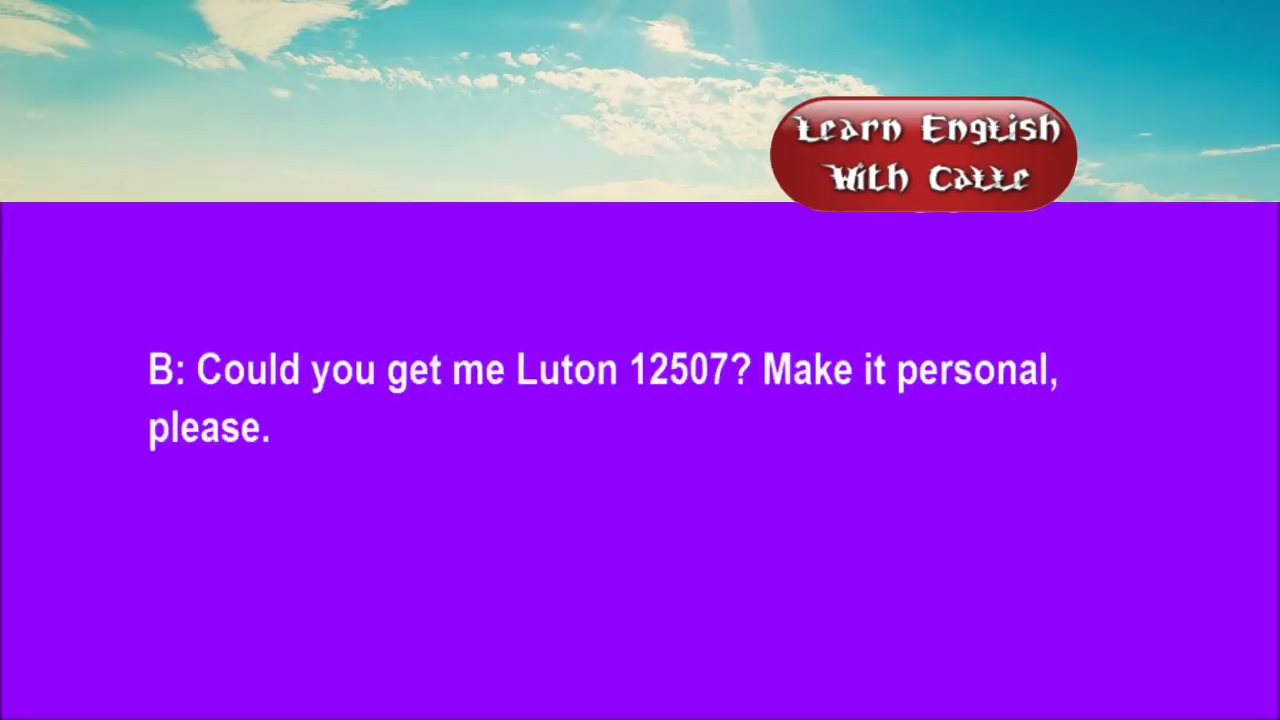 Learn English
With Catte
B: Could you get me Luton 12507? Make it personal,
please.